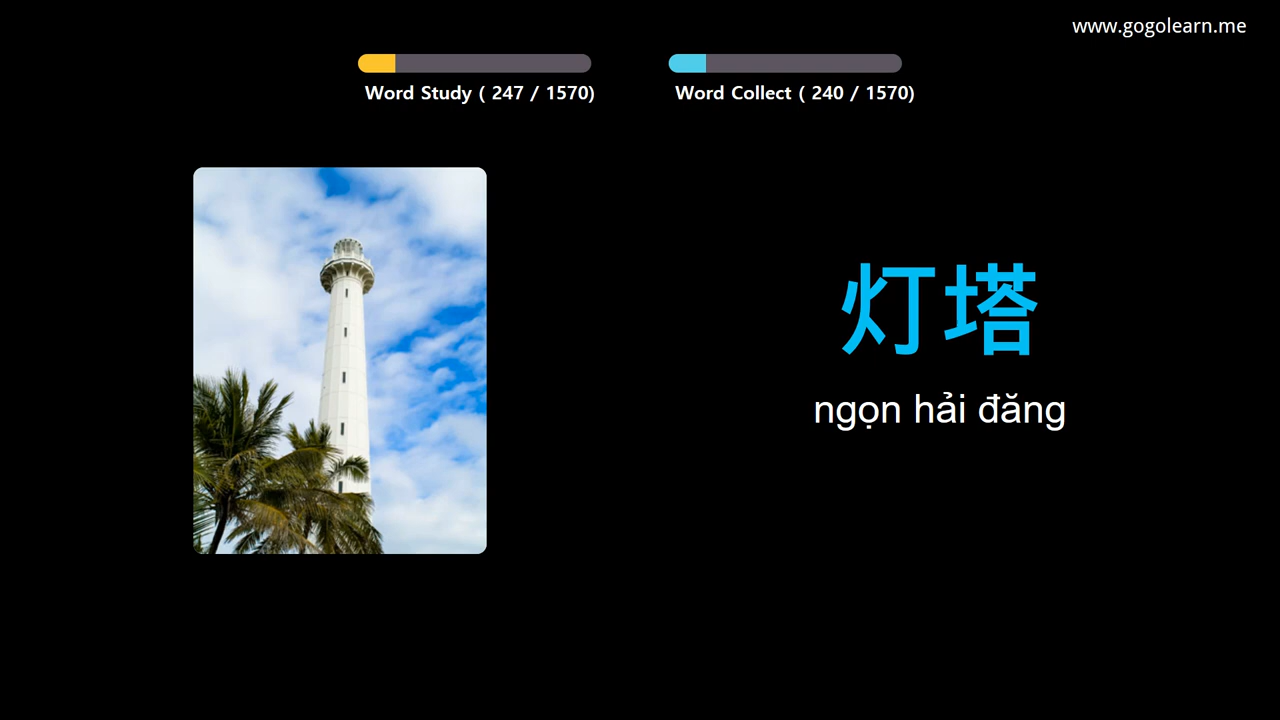 www.gogolearn.me
Word Study ( 247 / 1570)
Word Collect ( 240 / 1570)
灯塔
ngọn hải đăng